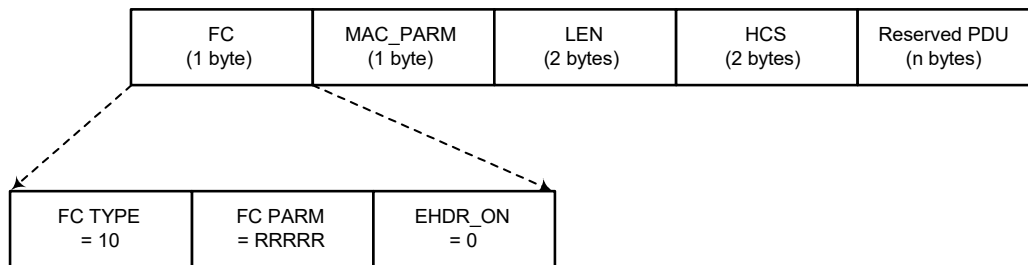 FC MAC_PARM LEN HCS Reserved PDU
(1 byte) (1 byte) (2 bytes) (2 bytes) (n bytes)
FC TYPE FC PARM EHDR_ON
= 10 = RRRRR = 0